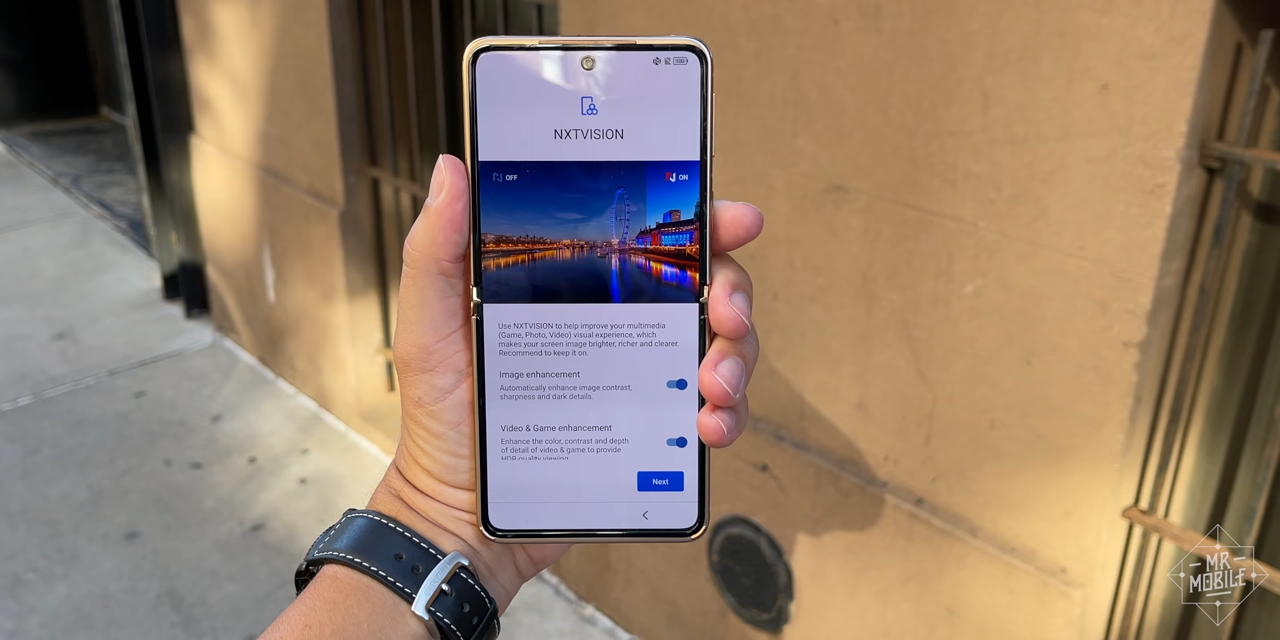 NXTVISION
OFF
ON
Use NXTVISION to help improve your multimedia
(Game, Photo, Video) visual experience, which
makes your screen image brighter, richer and clearer.
Recommend to keep it on.
Image enhancement
Automatically enhance image contrast,
sharpness and dark details.
Video & Game enhancement
Enhance the color, contrast and depth
of detail of video & game to provide
HDR-quality viewing.
Next
MR
MOBILE